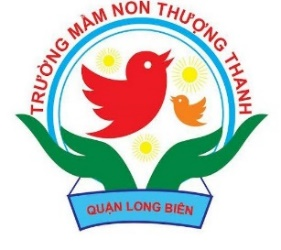 TRƯỜNG MẦM NON THƯỢNG THANH
QUẬN LONG BIÊN